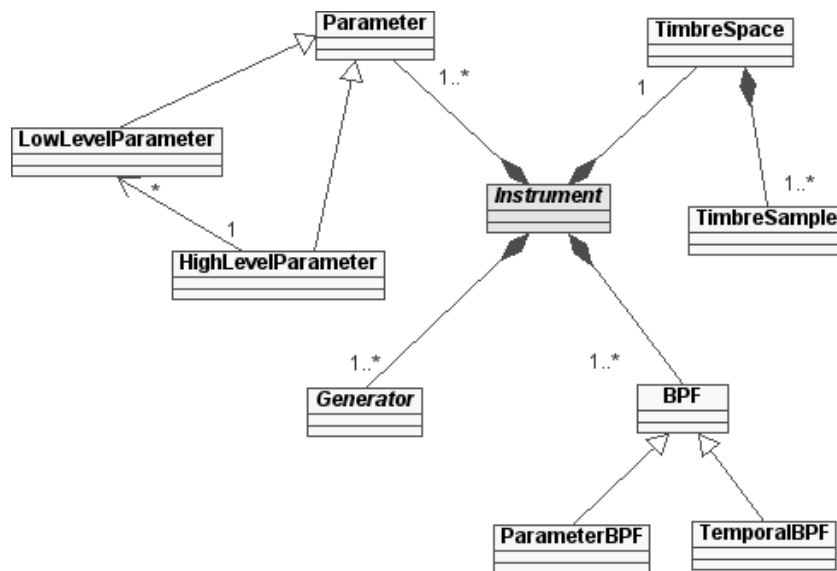 Parameter
TimbreSpace
1..*
1
LowLevelParameter
*
Instrument
1..*
TimbreSample
1
HighLevelParameter
1..*
1..*
Generator
BPF
ParameterBPF
TemporalBPF